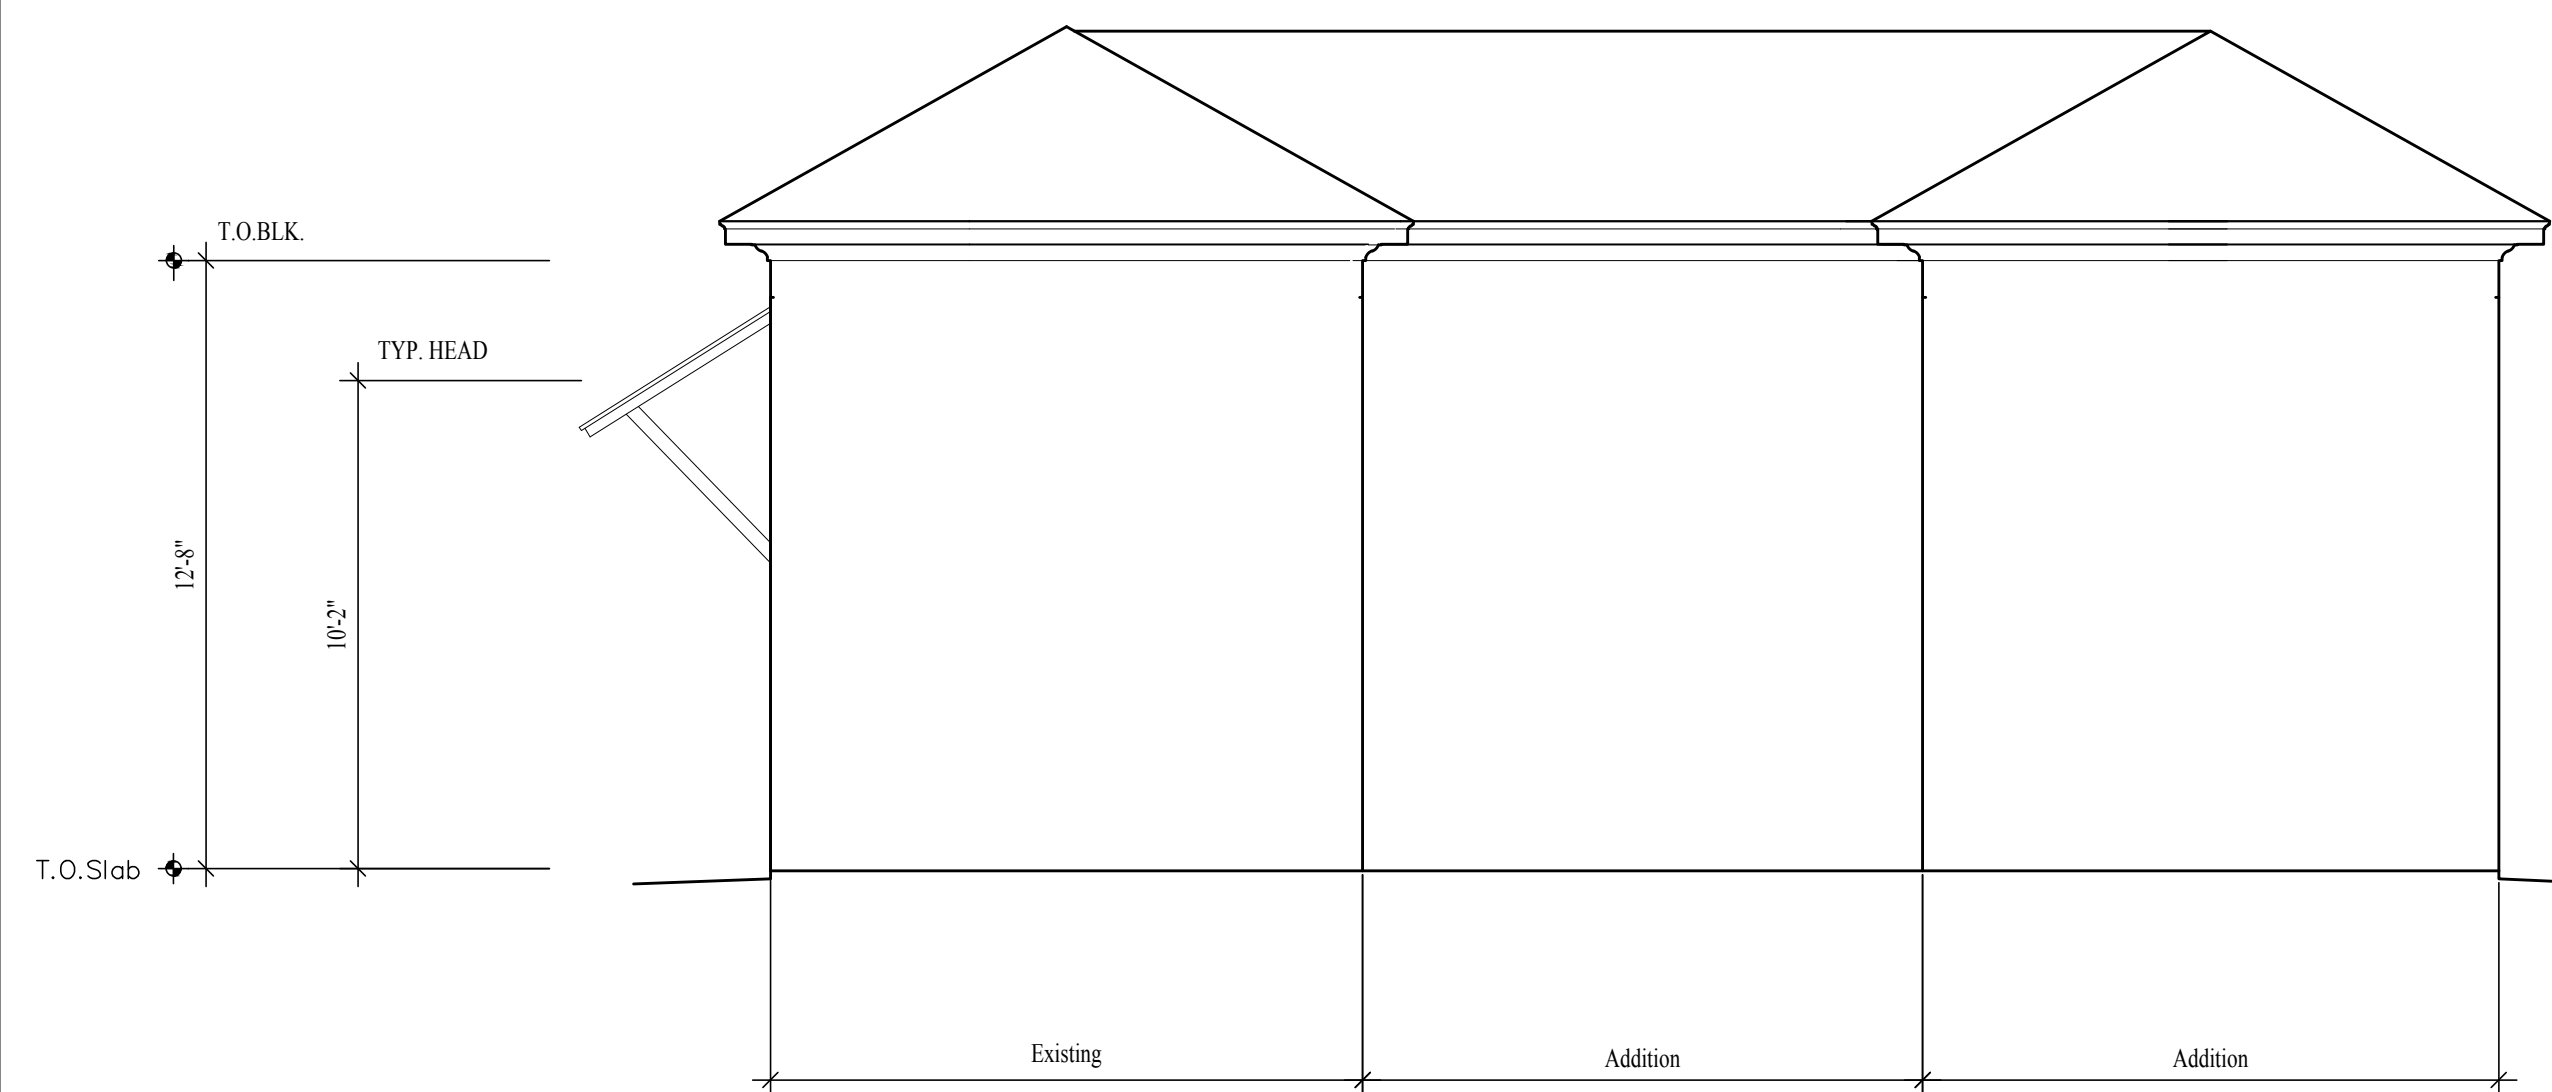 T.O.BLK.
TYP. HEAD
12'-8"
10'-2"
T.O.Slab
Existing
Addition
Addition